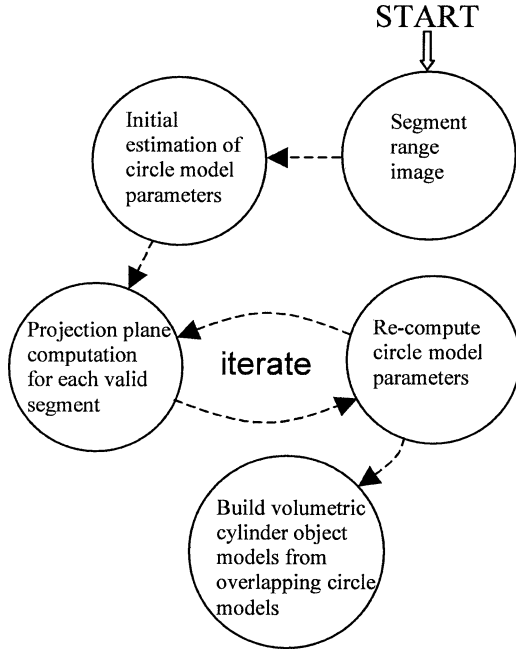 START
Segment
range
image
Initial
estimation of
circle model
parameters
Projection plane
computation
for each valid
segment
iterate
Re-compute
circle model
parameters
Build volumetric
cylinder object
models from
overlapping circle
models